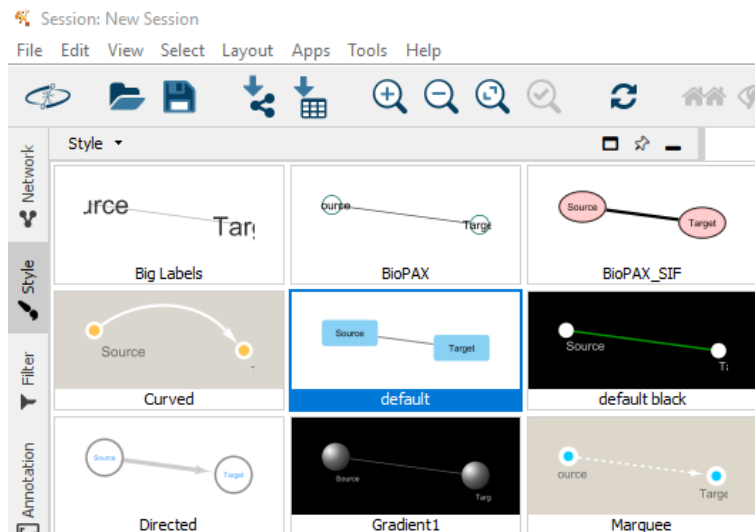 Session: New Session
File Edit View Select Layout Apps Tools Help
Style
Network
Style
Filter
Annotation
urce
Tar
Big Labels
ource
Targe
BioPAX
Source
Target
BioPAX_SIF
Source
Curved
Source
Target
default
Source
default black
Source
Target
Directed
Source
Targ
Gradient1
ource
Targe
Marquee